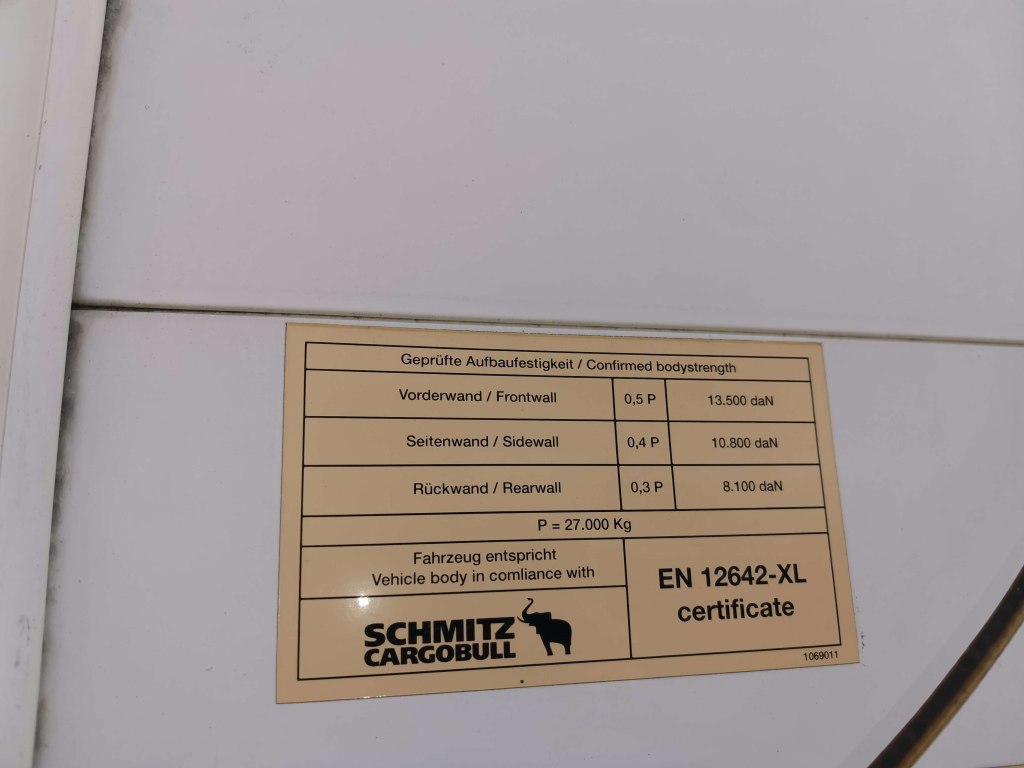 Geprüfte Aufbaufestigkeit / Confirmed bodystrength
Vorderwand / Frontwall 0,5 P 13.500 daN
Seitenwand / Sidewall 0,4 P 10.800 daN
Rückwand / Rearwall 0,3 P 8.100 daN
P = 27.000 Kg
Fahrzeug entspricht
Vehicle body in comliance with
EN 12642-XL
certificate
SCHMITZ
CARGOBULL
1069011